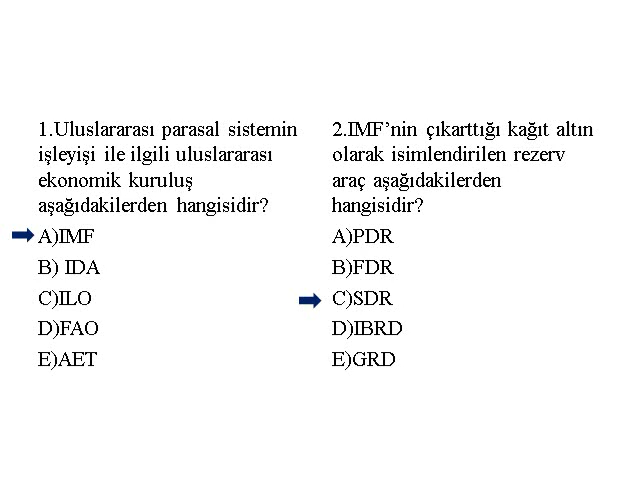 1.Uluslararası parasal sistemin
işleyişi ile ilgili uluslararası
ekonomik kuruluş
aşağıdakilerden hangisidir?
A)IMF
B) IDA
C)ILO
D)FAO
E)AET
2.IMF’nin çıkarttığı kağıt altın
olarak isimlendirilen rezerv
araç aşağıdakilerden
hangisidir?
A)PDR
B)FDR
C)SDR
D)IBRD
E)GRD